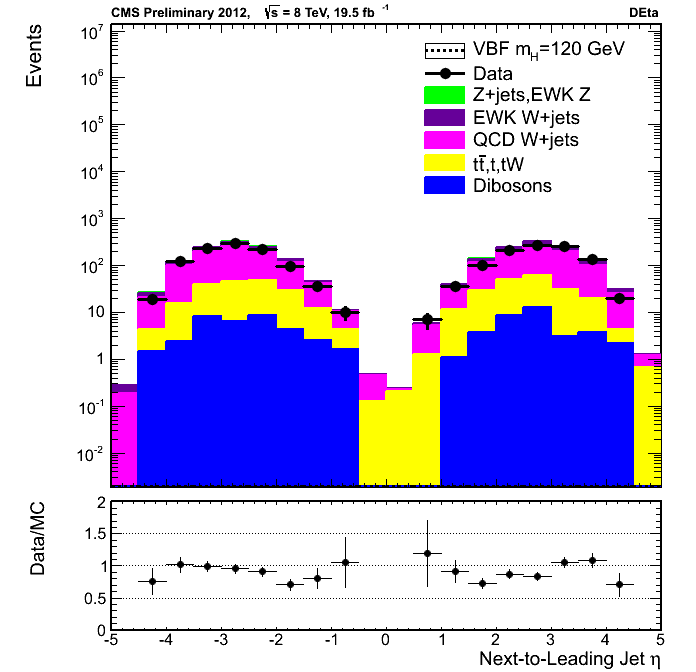 CMS Preliminary 2012, √s = 8 TeV, 19.5 fb⁻¹ DEta
Events
10⁷
10⁶
10⁵
10⁴
10³
10²
10
1
10⁻¹
10⁻²
VBF m_H=120 GeV
Data
Z+jets,EWK Z
EWK W+jets
QCD W+jets
tt̄,t,tW
Dibosons
Data/MC
2
1.5
1
0.5
0
-5 -4 -3 -2 -1 0 1 2 3 4 5
Next-to-Leading Jet η